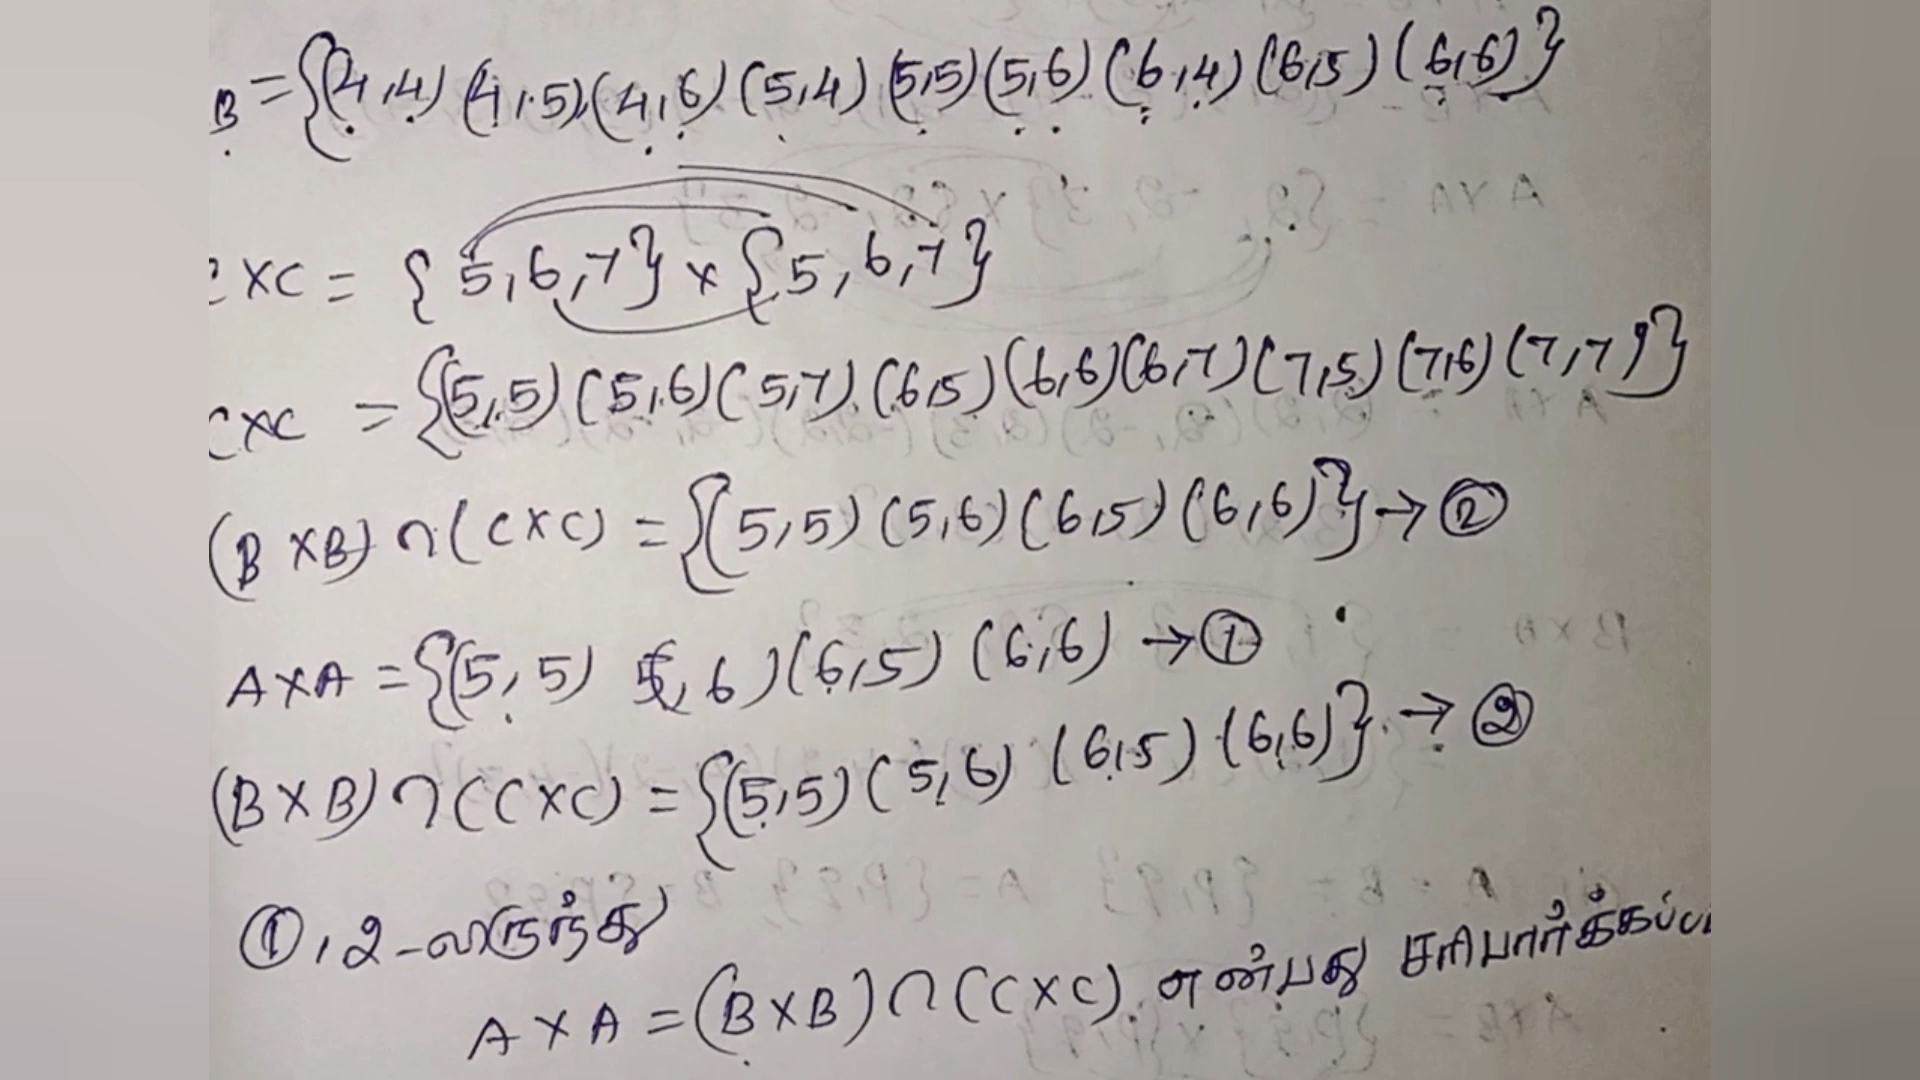 B = {(4,4) (4,5) (4,6) (5,4) (5,5) (5,6) (6,4) (6,5) (6,6)}
C×C = {5,6,7} × {5,6,7}
C×C = {(5,5) (5,6) (5,7) (6,5) (6,6) (6,7) (7,5) (7,6) (7,7)}
(B×B) ∩ (C×C) = {(5,5) (5,6) (6,5) (6,6)} → ②
A×A = {(5,5) (5,6) (6,5) (6,6) → ①
(B×B) ∩ (C×C) = {(5,5) (5,6) (6,5) (6,6)} → ②
①, 2-லிருந்து
A×A = (B×B) ∩ (C×C) என்பது சரிபார்க்கப்ப